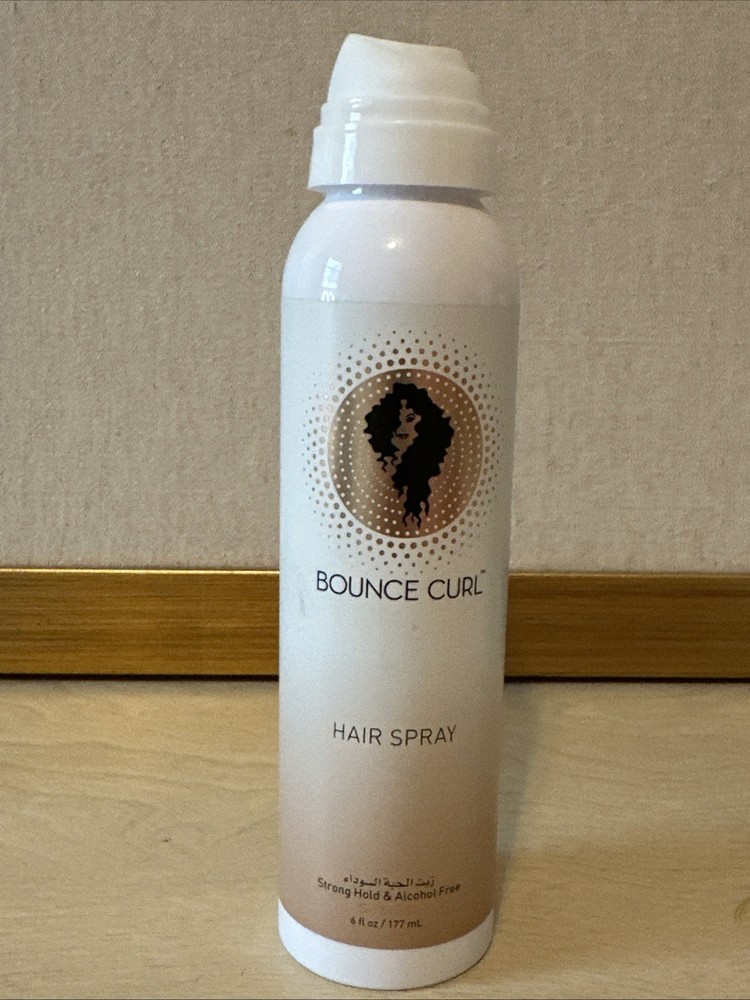 BOUNCE CURL™
HAIR SPRAY
زيت الحبة السوداء
Strong Hold & Alcohol Free
6 fl oz / 177 mL